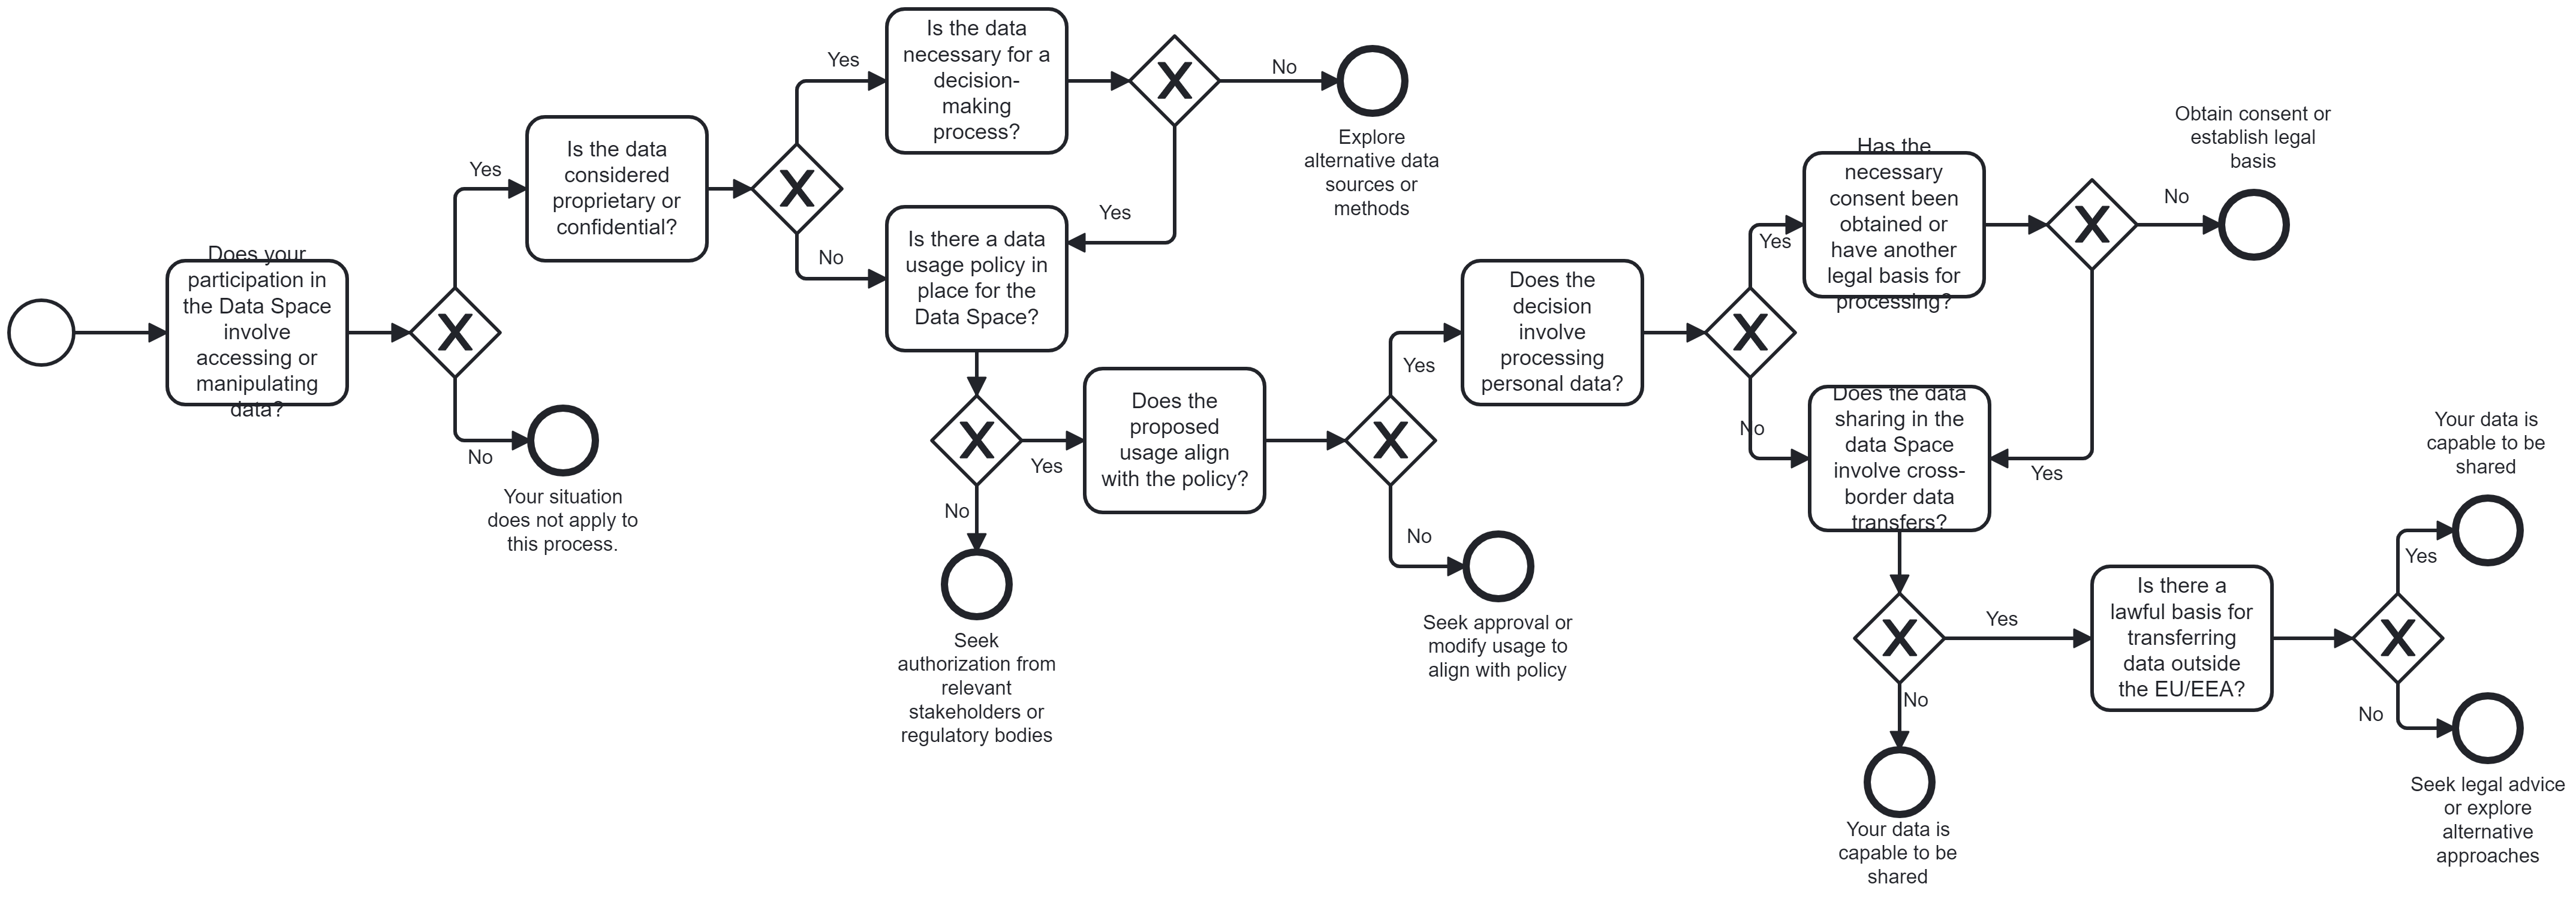 Does your
participation in
the Data Space
involve
accessing or
manipulating
data?
Yes
No
Your situation
does not apply to
this process.
Is the data
considered
proprietary or
confidential?
Yes
No
Is the data
necessary for a
decision-
making
process?
No
Explore
alternative data
sources or
methods
Yes
Is there a data
usage policy in
place for the
Data Space?
Yes
No
Seek
authorization from
relevant
stakeholders or
regulatory bodies
Does the
proposed
usage align
with the policy?
Yes
No
Seek approval or
modify usage to
align with policy
Does the
decision
involve
processing
personal data?
Yes
No
Has the
necessary
consent been
obtained or
have another
legal basis for
processing?
No
Obtain consent or
establish legal
basis
Yes
Does the data
sharing in the
data Space
involve cross-
border data
transfers?
Yes
No
Your data is
capable to be
shared
Is there a
lawful basis for
transferring
data outside
the EU/EEA?
Yes
Your data is
capable to be
shared
No
Seek legal advice
or explore
alternative
approaches
X
X
X
X
X
X
X
X
X